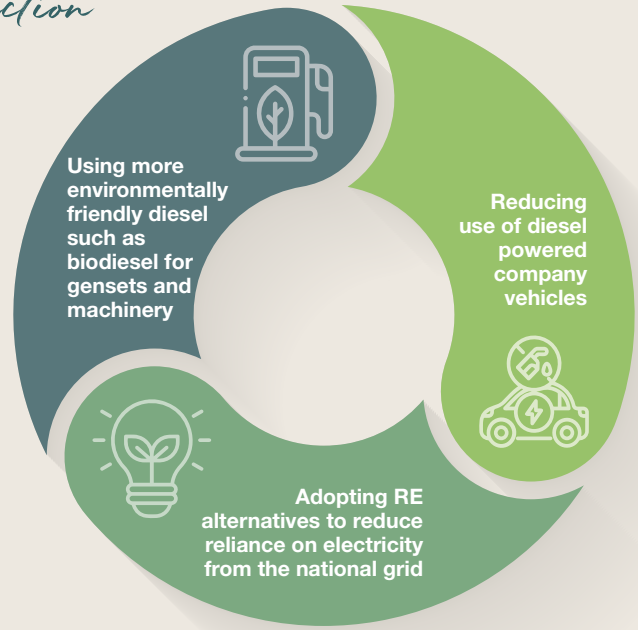 Using more
environmentally
friendly diesel
such as
biodiesel for
gensets and
machinery
Reducing
use of diesel
powered
company
vehicles
Adopting RE
alternatives to reduce
reliance on electricity
from the national grid